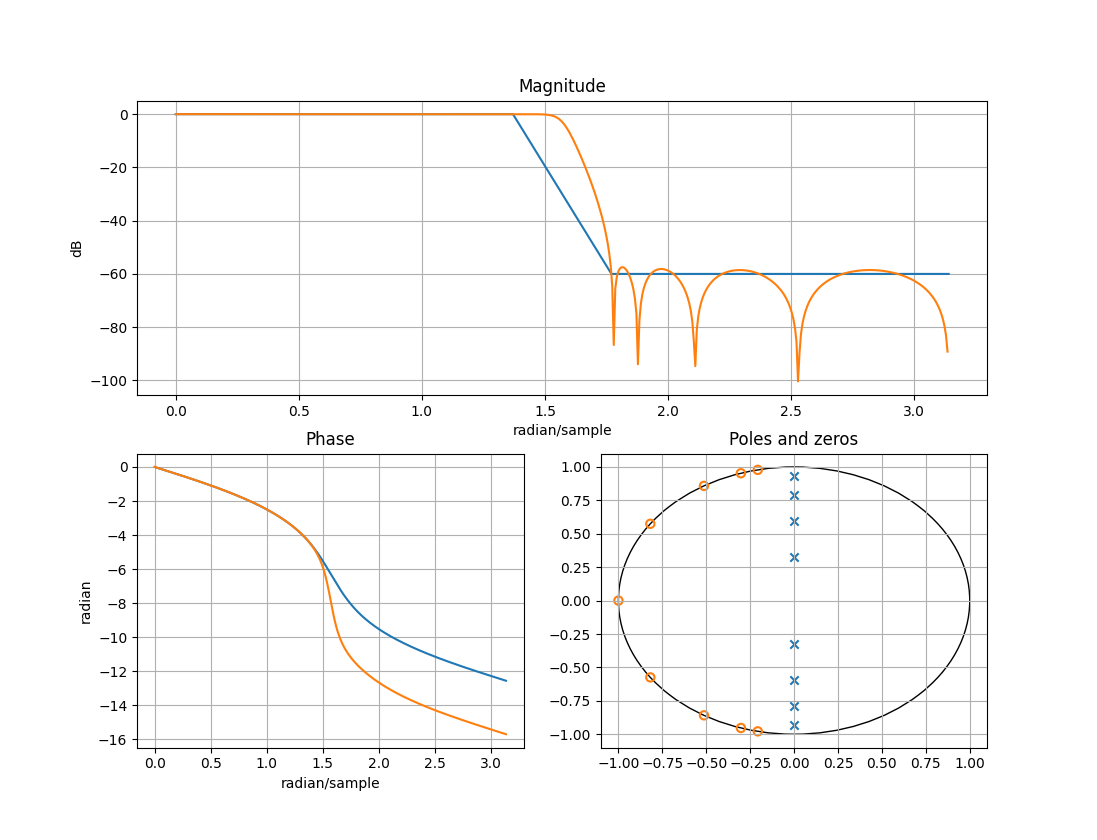 Magnitude
0
−20
−40
−60
−80
−100
dB
0.0 0.5 1.0 1.5 2.0 2.5 3.0
radian/sample
Phase
0
−2
−4
−6
−8
−10
−12
−14
−16
radian
0.0 0.5 1.0 1.5 2.0 2.5 3.0
radian/sample
Poles and zeros
1.00
0.75
0.50
0.25
0.00
−0.25
−0.50
−0.75
−1.00
−1.00 −0.75 −0.50 −0.25 0.00 0.25 0.50 0.75 1.00